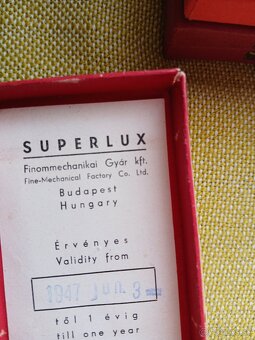 SUPERLUX
Finommechanikai Gyár kft.
Fine-Mechanical Factory Co. Ltd.
Budapest
Hungary
Érvényes
Validity from
1947 JUN. 3
től 1 évig
till one year